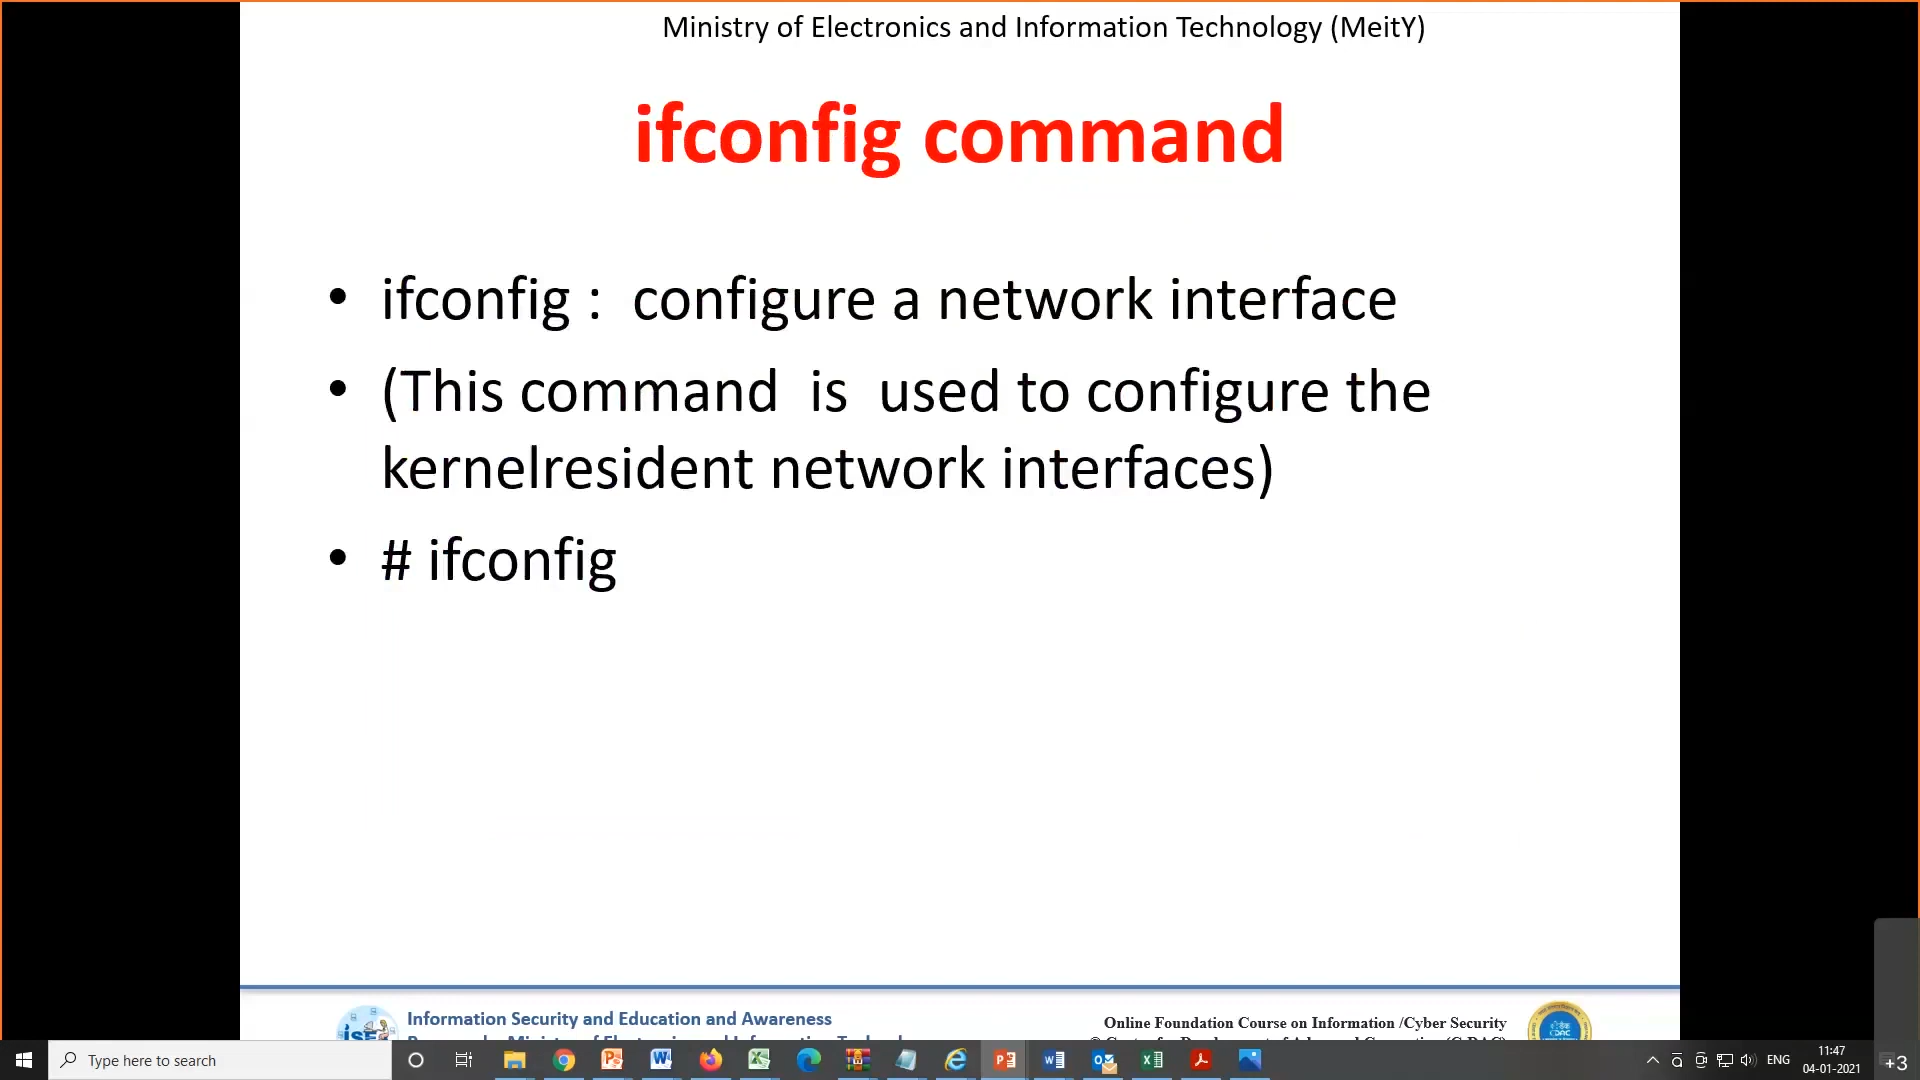 Ministry of Electronics and Information Technology (MeitY)
ifconfig command
• ifconfig :  configure a network interface
• (This command  is  used to configure the
kernelresident network interfaces)
• # ifconfig
Information Security and Education and Awareness
Online Foundation Course on Information /Cyber Security
Type here to search
ENG
11:47
04-01-2021
+3